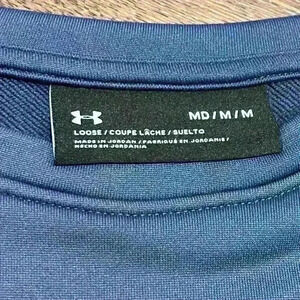 MD / M / M
LOOSE / COUPE LÂCHE / SUELTO
MADE IN JORDAN / FABRIQUÉ EN JORDANIE /
HECHO EN JORDANIA